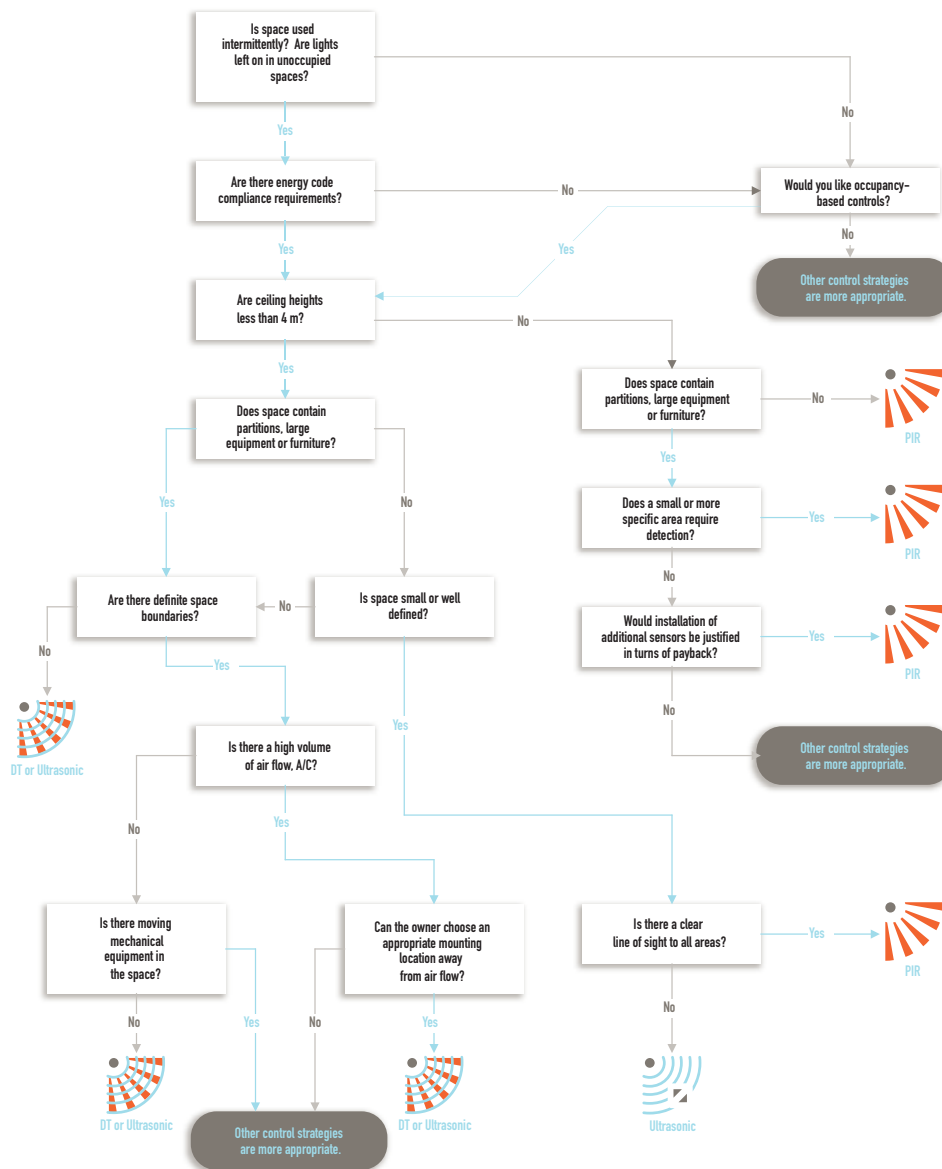 Is space used
intermittently? Are lights
left on in unoccupied
spaces?
No
Yes
Are there energy code
compliance requirements?
No
Would you like occupancy-
based controls?
Yes
Yes
No
Other control strategies
are more appropriate.
Are ceiling heights
less than 4 m?
No
Yes
Does space contain
partitions, large equipment
or furniture?
No
PIR
Does space contain
partitions, large
equipment or furniture?
Yes
Yes
No
Does a small or more
specific area require
detection?
Yes
PIR
No
Are there definite space
boundaries?
No
Is space small or well
defined?
Would installation of
additional sensors be justified
in turns of payback?
Yes
PIR
No
Yes
No
Yes
DT or Ultrasonic
Is there a high volume
of air flow, A/C?
Other control strategies
are more appropriate.
No
Yes
Is there moving
mechanical
equipment in
the space?
Can the owner choose an
appropriate mounting
location away
from air flow?
Is there a clear
line of sight to all areas?
Yes
PIR
No
Yes
No
Yes
No
DT or Ultrasonic
DT or Ultrasonic
Ultrasonic
Other control strategies
are more appropriate.